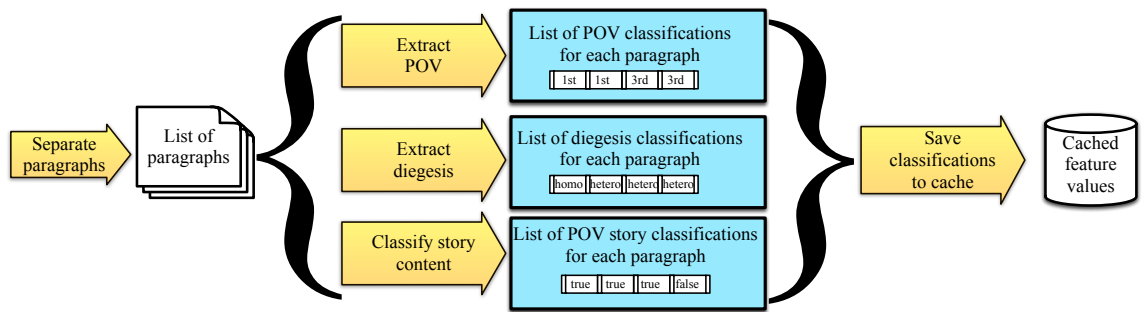 Separate
paragraphs
List of
paragraphs
Extract
POV
List of POV classifications
for each paragraph
1st 1st 3rd 3rd
Extract
diegesis
List of diegesis classifications
for each paragraph
homo hetero hetero hetero
Classify story
content
List of POV story classifications
for each paragraph
true true true false
Save
classifications
to cache
Cached
feature
values